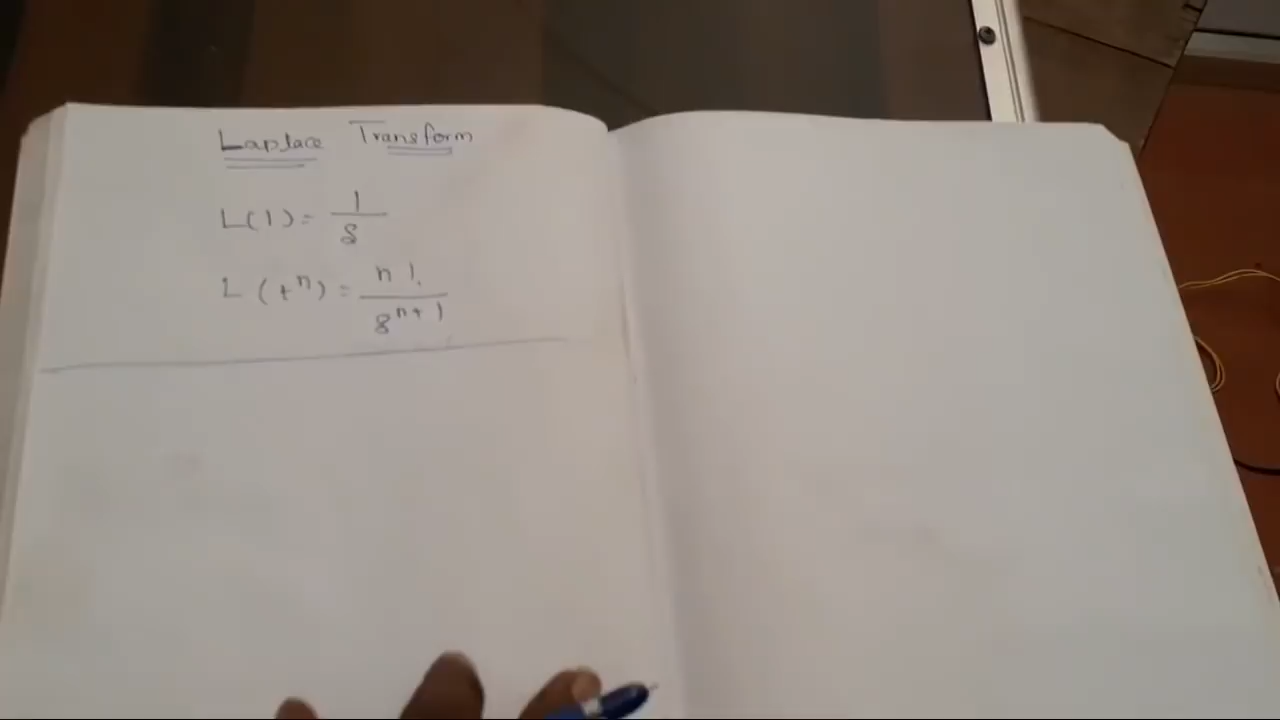 Laplace Transform
L(1) = 1/s
L(t^n) = n!/s^{n+1}